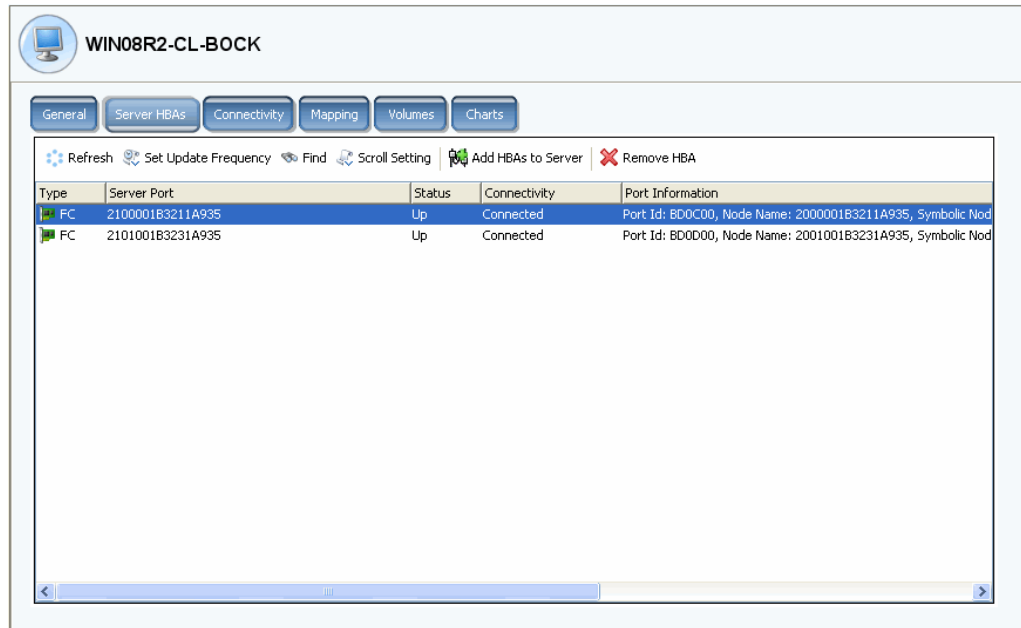 WIN08R2-CL-BOCK
General Server HBAs Connectivity Mapping Volumes Charts
Refresh Set Update Frequency Find Scroll Setting Add HBAs to Server Remove HBA
Type Server Port Status Connectivity Port Information
FC 2100001B3211A935 Up Connected Port Id: BD0C00, Node Name: 2000001B3211A935, Symbolic Nod
FC 2101001B3231A935 Up Connected Port Id: BD0D00, Node Name: 2001001B3231A935, Symbolic Nod